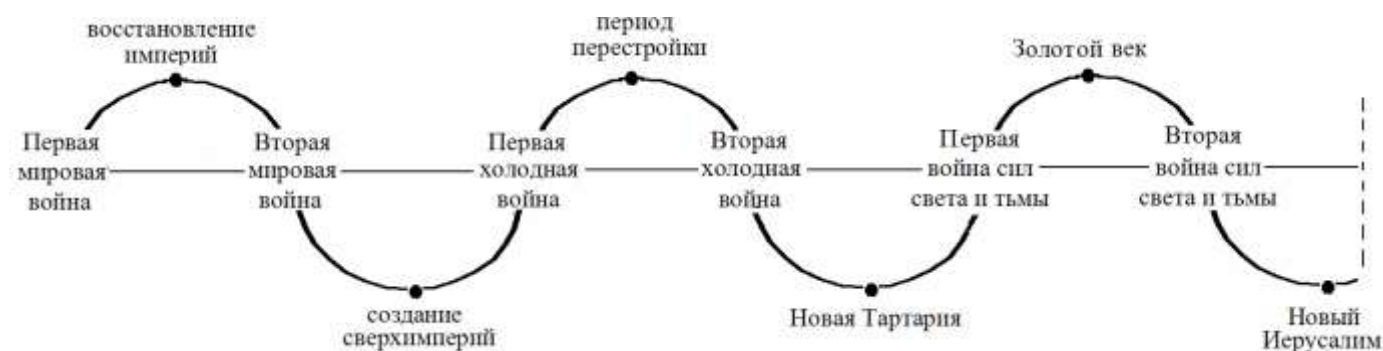 восстановление
империй
период
перестройки
Золотой век
Первая
мировая
война
Вторая
мировая
война
Первая
холодная
война
Вторая
холодная
война
Первая
война сил
света и тьмы
Вторая
война сил
света и тьмы
создание
сверхимперий
Новая Тартария
Новый
Иерусалим